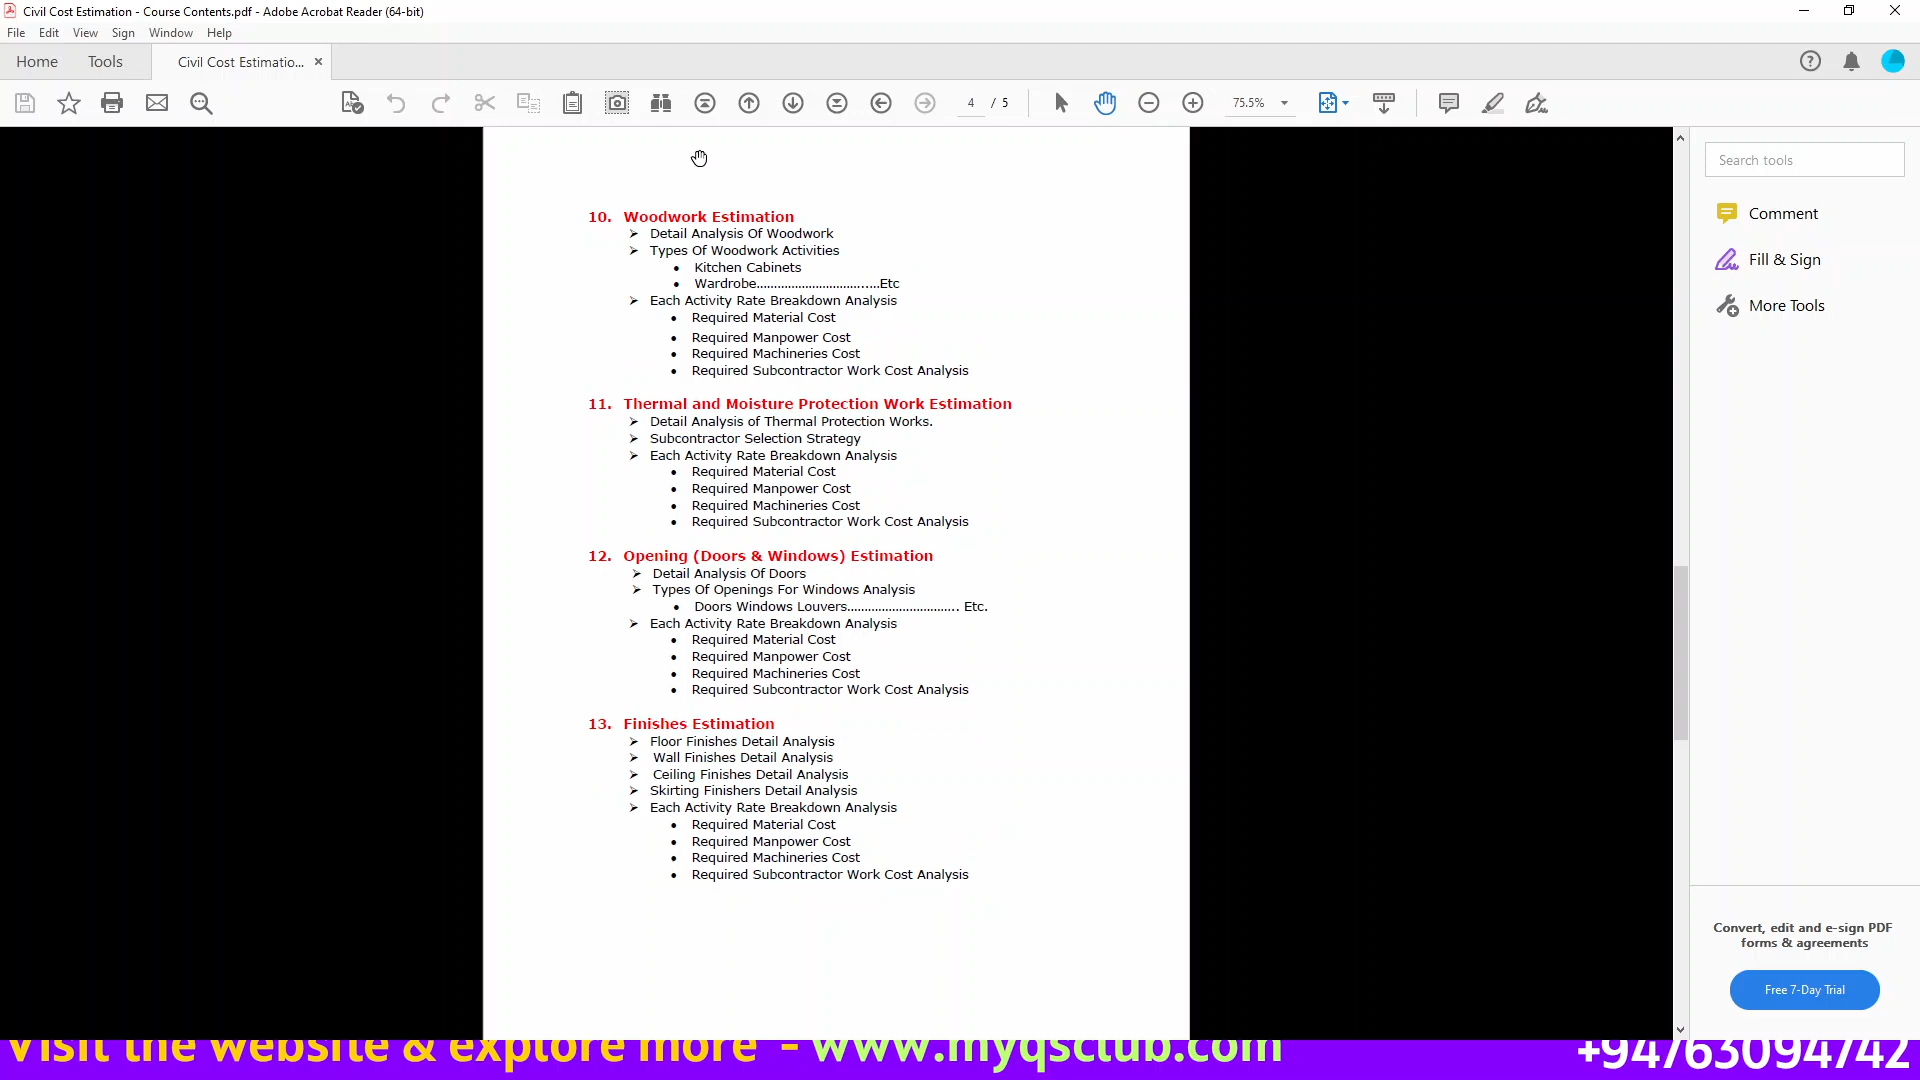 Civil Cost Estimation - Course Contents.pdf - Adobe Acrobat Reader (64-bit)
File Edit View Sign Window Help
Home Tools Civil Cost Estimatio... ×
4 / 5 75.5%
Search tools
Comment
Fill & Sign
More Tools
10. Woodwork Estimation
➢ Detail Analysis Of Woodwork
➢ Types Of Woodwork Activities
• Kitchen Cabinets
• Wardrobe....................................Etc
➢ Each Activity Rate Breakdown Analysis
• Required Material Cost
• Required Manpower Cost
• Required Machineries Cost
• Required Subcontractor Work Cost Analysis
11. Thermal and Moisture Protection Work Estimation
➢ Detail Analysis of Thermal Protection Works.
➢ Subcontractor Selection Strategy
➢ Each Activity Rate Breakdown Analysis
• Required Material Cost
• Required Manpower Cost
• Required Machineries Cost
• Required Subcontractor Work Cost Analysis
12. Opening (Doors & Windows) Estimation
➢ Detail Analysis Of Doors
➢ Types Of Openings For Windows Analysis
• Doors Windows Louvers................................ Etc.
➢ Each Activity Rate Breakdown Analysis
• Required Material Cost
• Required Manpower Cost
• Required Machineries Cost
• Required Subcontractor Work Cost Analysis
13. Finishes Estimation
➢ Floor Finishes Detail Analysis
➢ Wall Finishes Detail Analysis
➢ Ceiling Finishes Detail Analysis
➢ Skirting Finishers Detail Analysis
➢ Each Activity Rate Breakdown Analysis
• Required Material Cost
• Required Manpower Cost
• Required Machineries Cost
• Required Subcontractor Work Cost Analysis
Convert, edit and e-sign PDF
forms & agreements
Free 7-Day Trial
Visit the website & explore more - www.myqsclub.com +94763094742